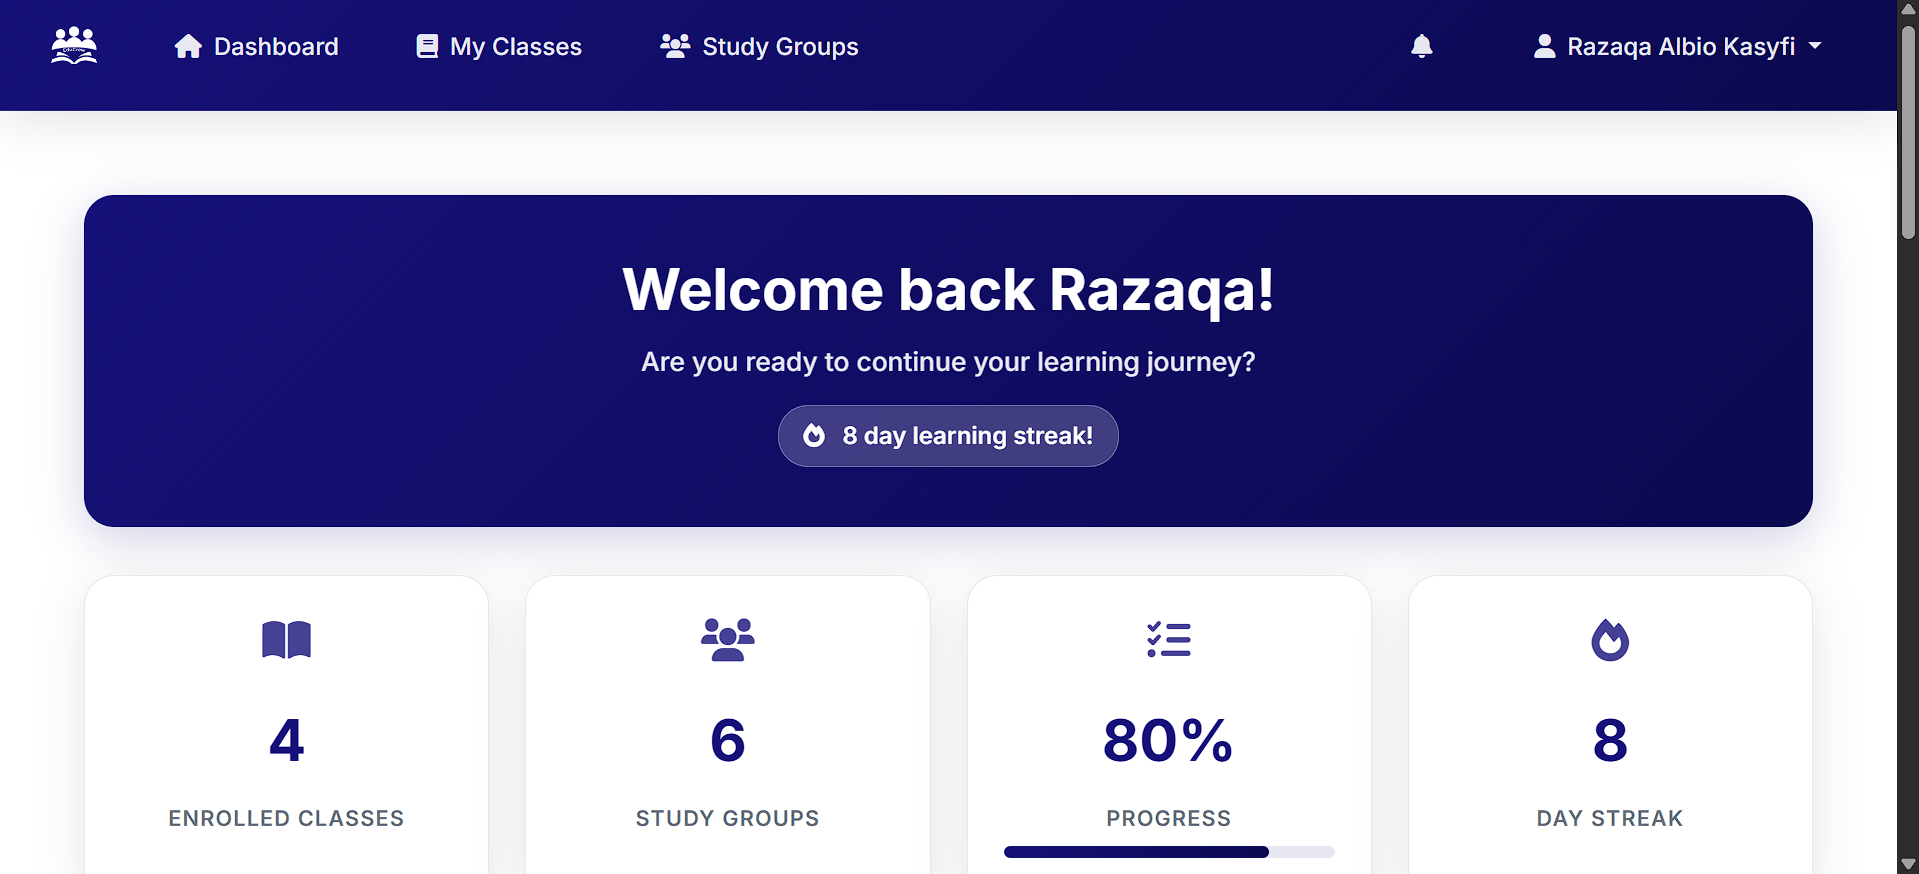 Dashboard
My Classes
Study Groups
Razaqa Albio Kasyfi
Welcome back Razaqa!
Are you ready to continue your learning journey?
8 day learning streak!
4
ENROLLED CLASSES
6
STUDY GROUPS
80%
PROGRESS
8
DAY STREAK